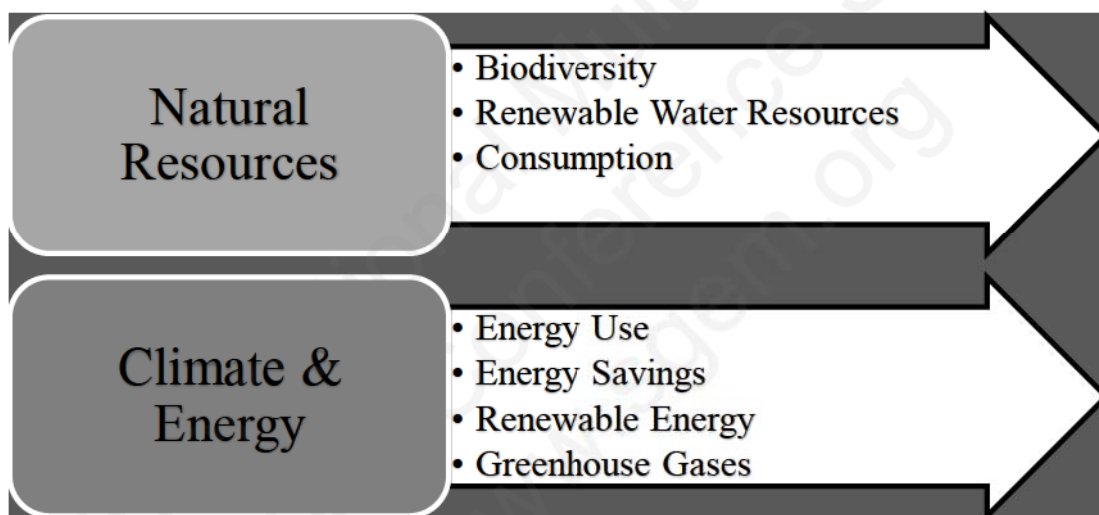 Natural
Resources
• Biodiversity
• Renewable Water Resources
• Consumption
Climate &
Energy
• Energy Use
• Energy Savings
• Renewable Energy
• Greenhouse Gases